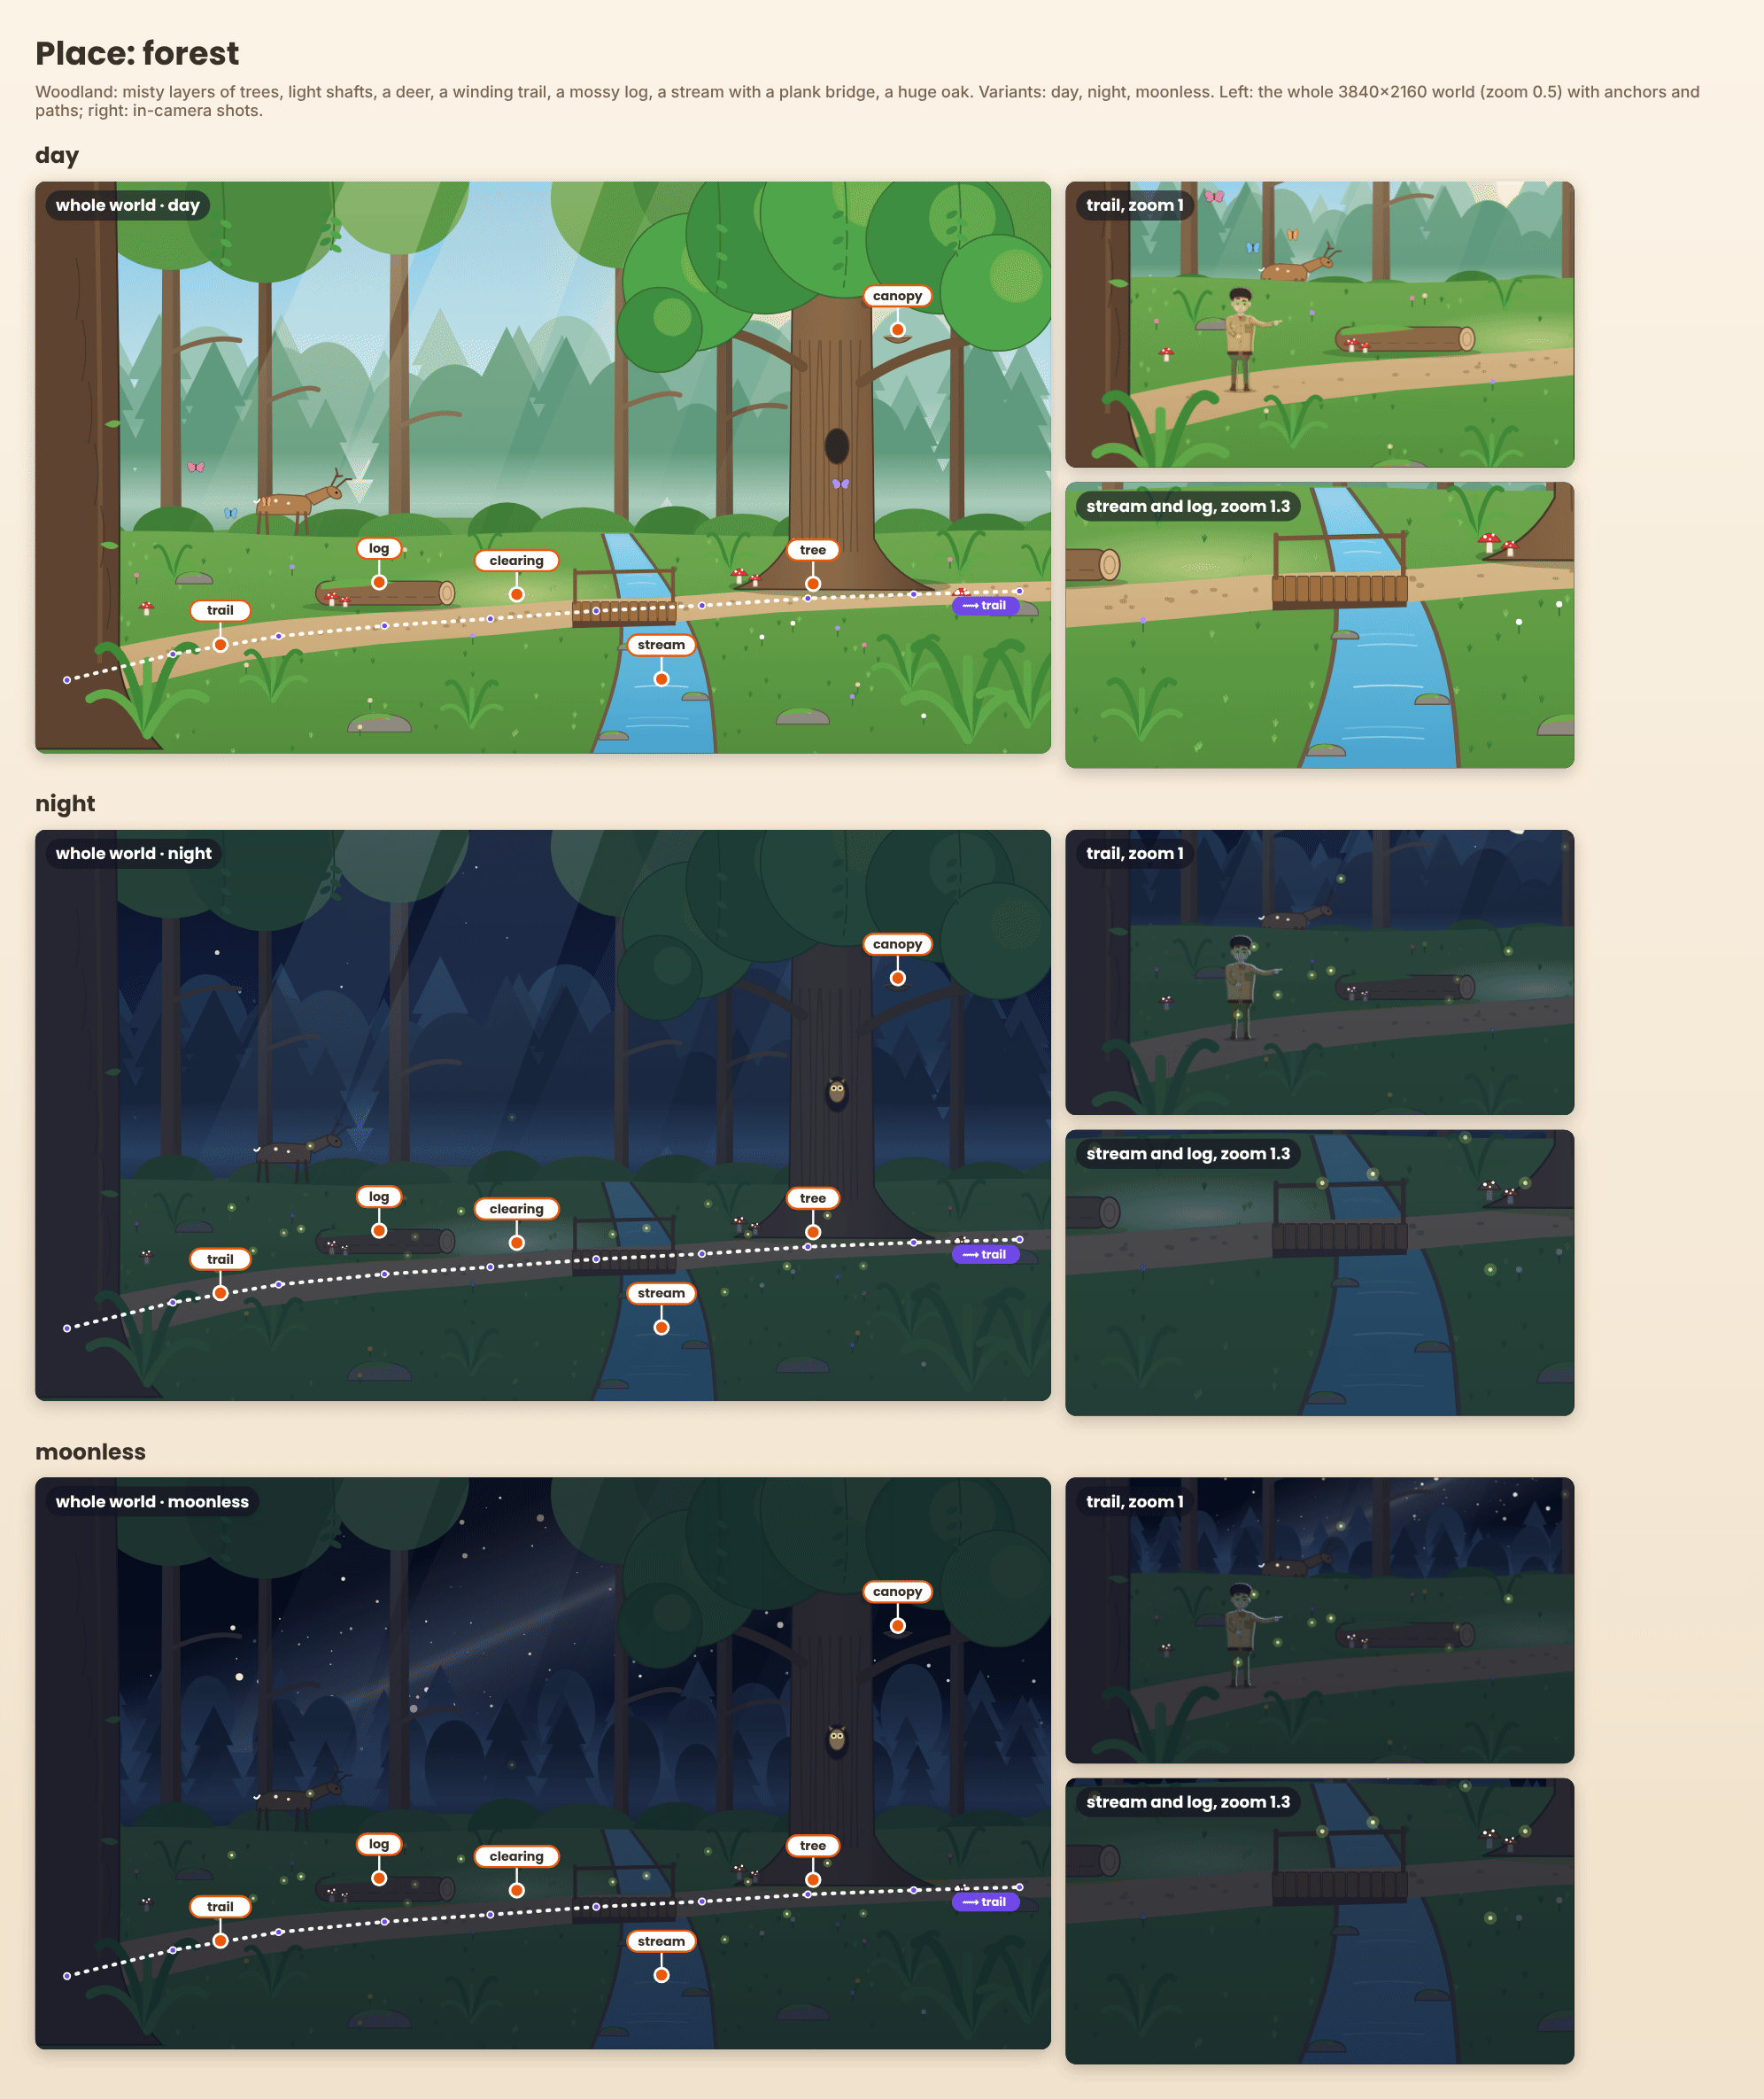 Place: forest
Woodland: misty layers of trees, light shafts, a deer, a winding trail, a mossy log, a stream with a plank bridge, a huge oak. Variants: day, night, moonless. Left: the whole 3840×2160 world (zoom 0.5) with anchors and
paths; right: in-camera shots.
day
whole world · day
canopy
log
clearing
tree
trail
⟿ trail
stream
trail, zoom 1
stream and log, zoom 1.3
night
whole world · night
canopy
log
clearing
tree
trail
⟿ trail
stream
trail, zoom 1
stream and log, zoom 1.3
moonless
whole world · moonless
canopy
log
clearing
tree
trail
⟿ trail
stream
trail, zoom 1
stream and log, zoom 1.3